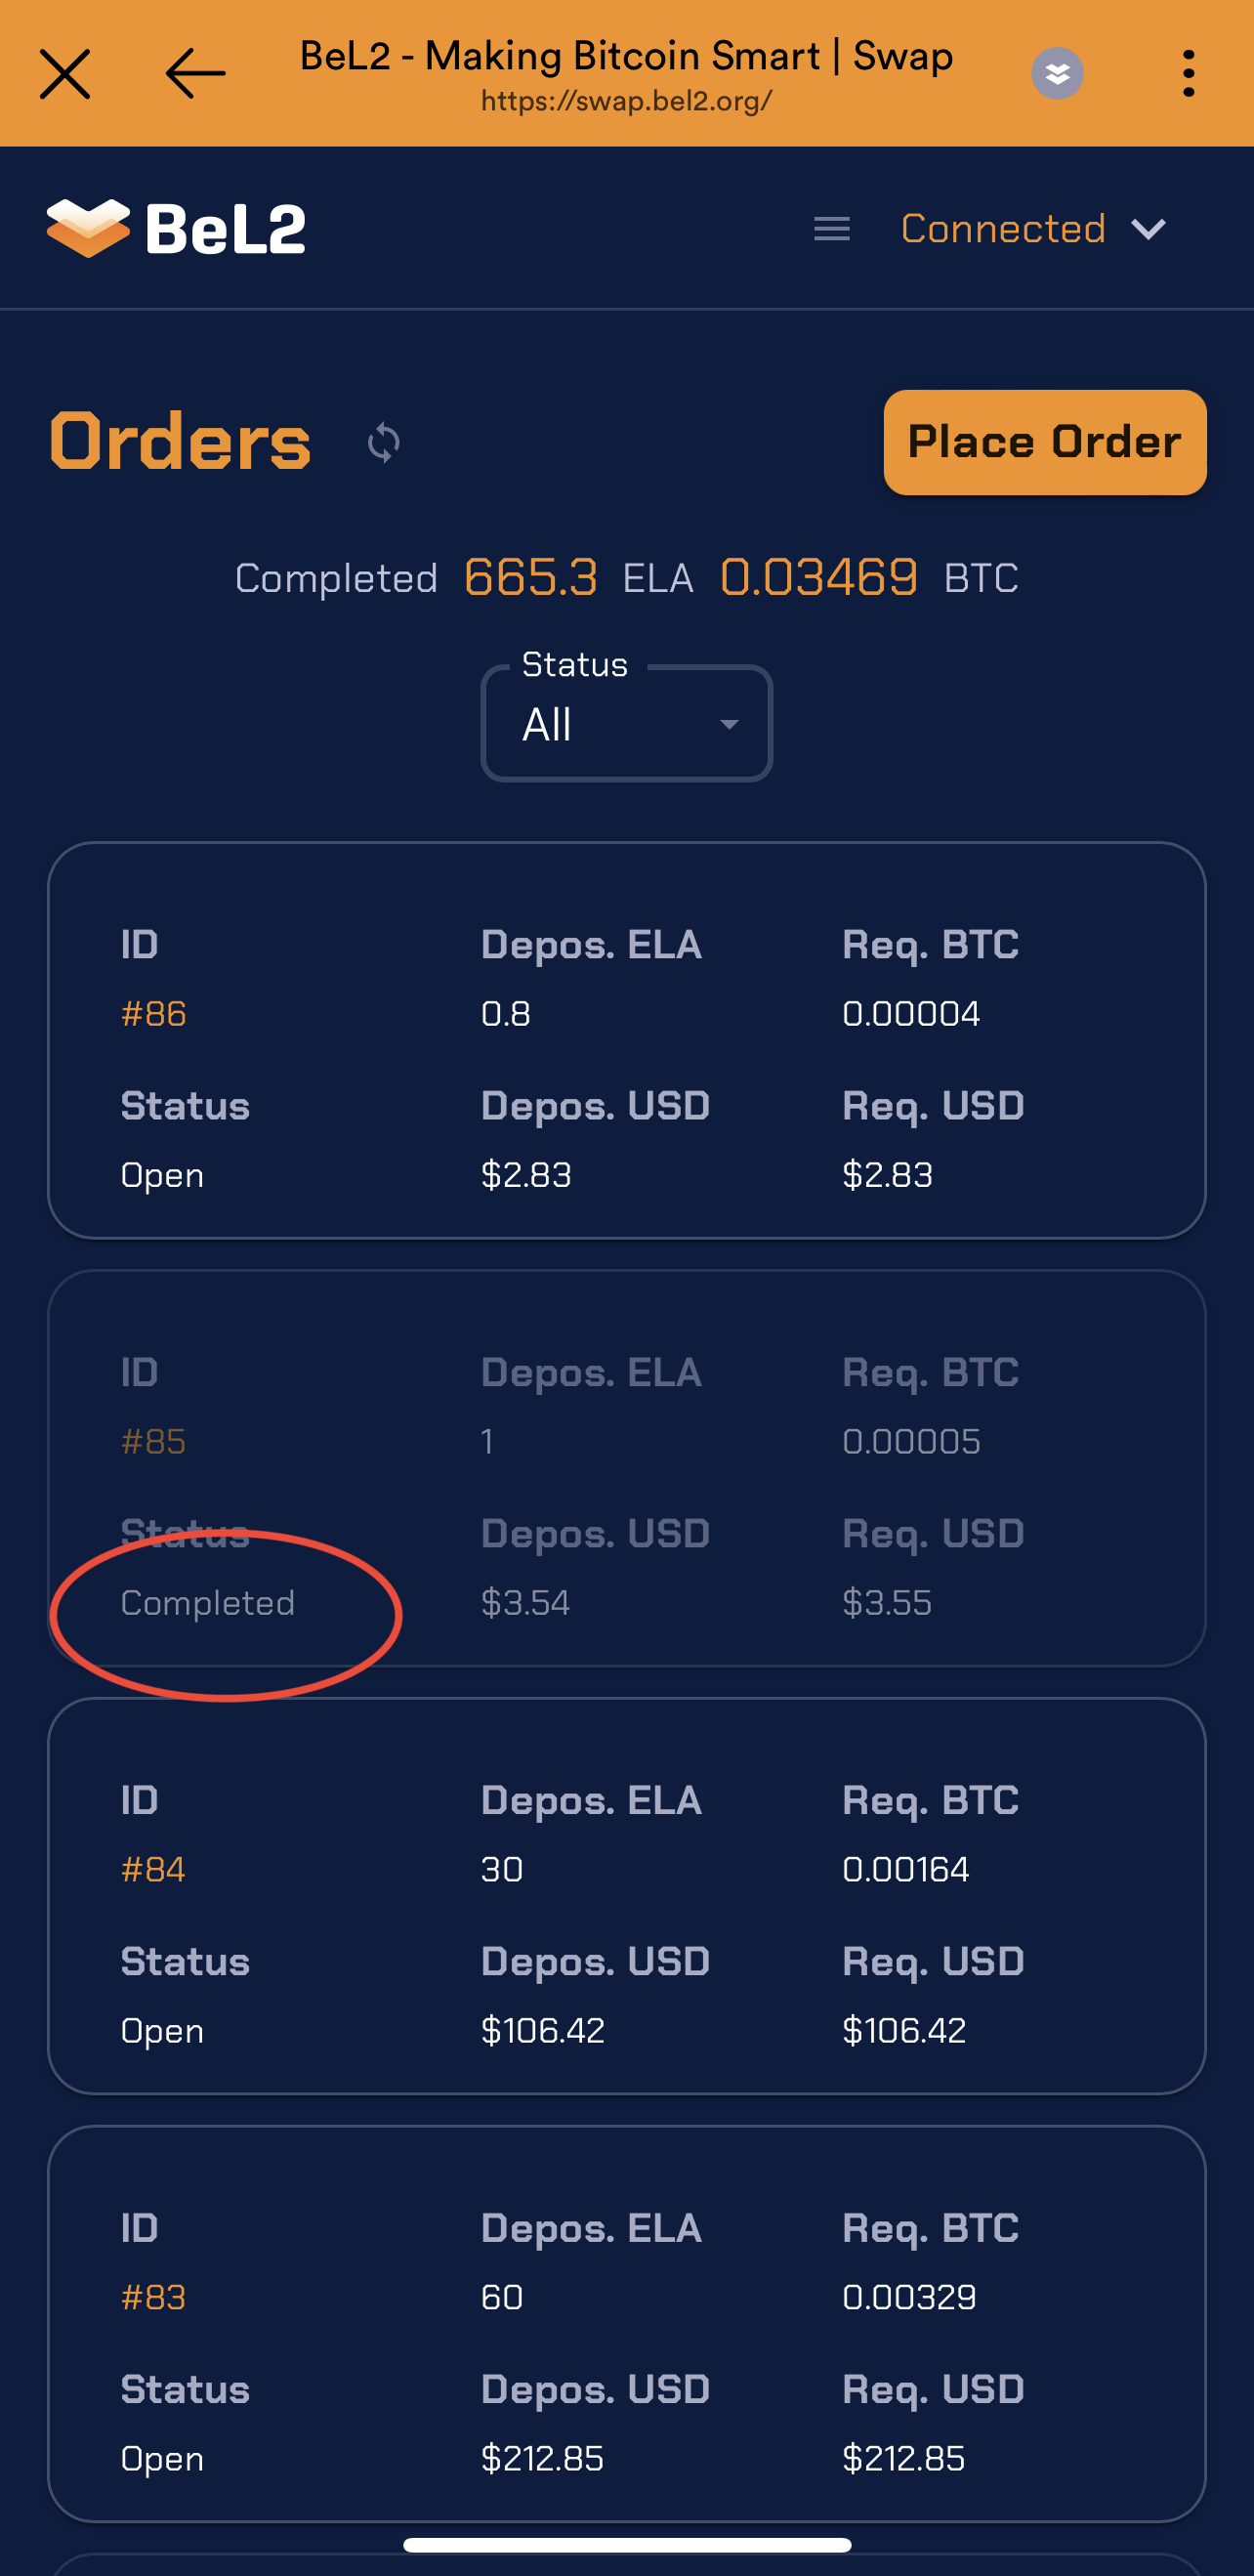 BeL2 - Making Bitcoin Smart | Swap
https://swap.bel2.org/
BeL2 Connected
Orders Place Order
Completed 665.3 ELA 0.03469 BTC
Status
All
ID Depos. ELA Req. BTC
#86 0.8 0.00004
Status Depos. USD Req. USD
Open $2.83 $2.83
ID Depos. ELA Req. BTC
#85 1 0.00005
Status Depos. USD Req. USD
Completed $3.54 $3.55
ID Depos. ELA Req. BTC
#84 30 0.00164
Status Depos. USD Req. USD
Open $106.42 $106.42
ID Depos. ELA Req. BTC
#83 60 0.00329
Status Depos. USD Req. USD
Open $212.85 $212.85